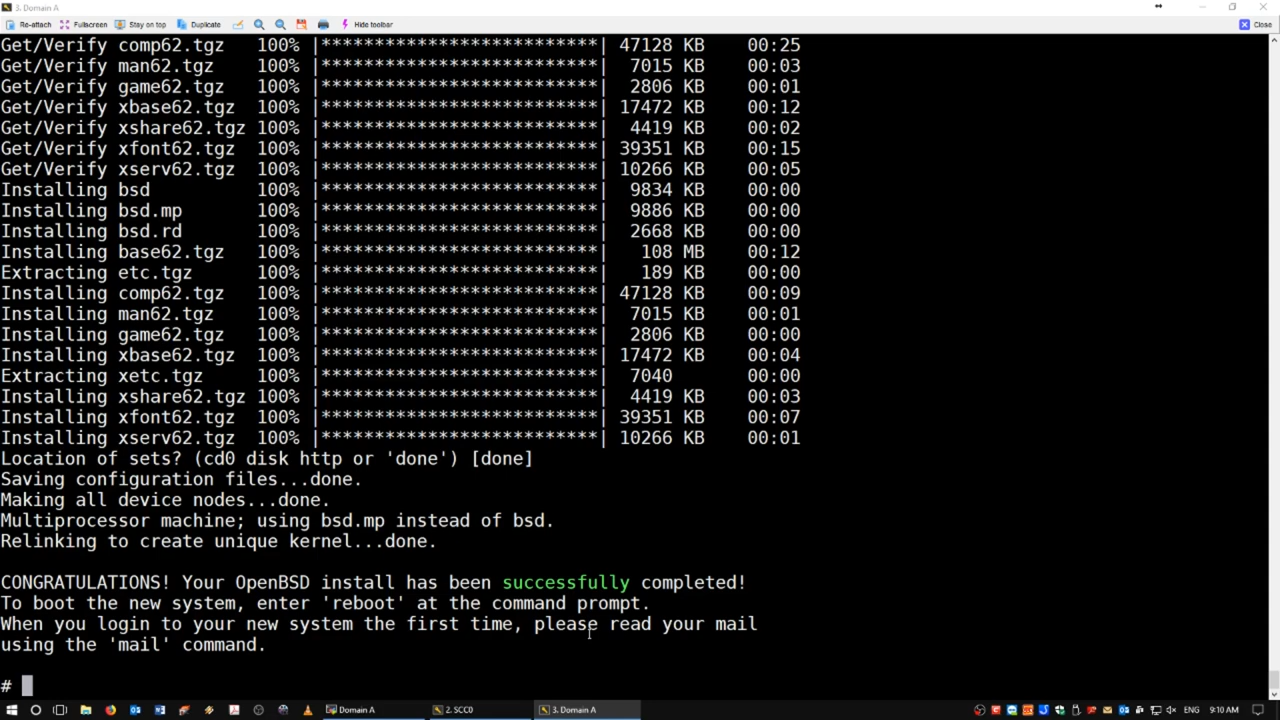 3. Domain A
Re-attach Fullscreen Stay on top Duplicate Hide toolbar Close
Get/Verify comp62.tgz 100% |**************************| 47128 KB 00:25
Get/Verify man62.tgz 100% |**************************| 7015 KB 00:03
Get/Verify game62.tgz 100% |**************************| 2806 KB 00:01
Get/Verify xbase62.tgz 100% |**************************| 17472 KB 00:12
Get/Verify xshare62.tgz 100% |**************************| 4419 KB 00:02
Get/Verify xfont62.tgz 100% |**************************| 39351 KB 00:15
Get/Verify xserv62.tgz 100% |**************************| 10266 KB 00:05
Installing bsd 100% |**************************| 9834 KB 00:00
Installing bsd.mp 100% |**************************| 9886 KB 00:00
Installing bsd.rd 100% |**************************| 2668 KB 00:00
Installing base62.tgz 100% |**************************| 108 MB 00:12
Extracting etc.tgz 100% |**************************| 189 KB 00:00
Installing comp62.tgz 100% |**************************| 47128 KB 00:09
Installing man62.tgz 100% |**************************| 7015 KB 00:01
Installing game62.tgz 100% |**************************| 2806 KB 00:00
Installing xbase62.tgz 100% |**************************| 17472 KB 00:04
Extracting xetc.tgz 100% |**************************| 7040 00:00
Installing xshare62.tgz 100% |**************************| 4419 KB 00:03
Installing xfont62.tgz 100% |**************************| 39351 KB 00:07
Installing xserv62.tgz 100% |**************************| 10266 KB 00:01
Location of sets? (cd0 disk http or 'done') [done]
Saving configuration files...done.
Making all device nodes...done.
Multiprocessor machine; using bsd.mp instead of bsd.
Relinking to create unique kernel...done.
CONGRATULATIONS! Your OpenBSD install has been successfully completed!
To boot the new system, enter 'reboot' at the command prompt.
When you login to your new system the first time, please read your mail
using the 'mail' command.
#
Domain A 2. SCC0 3. Domain A ENG 9:10 AM